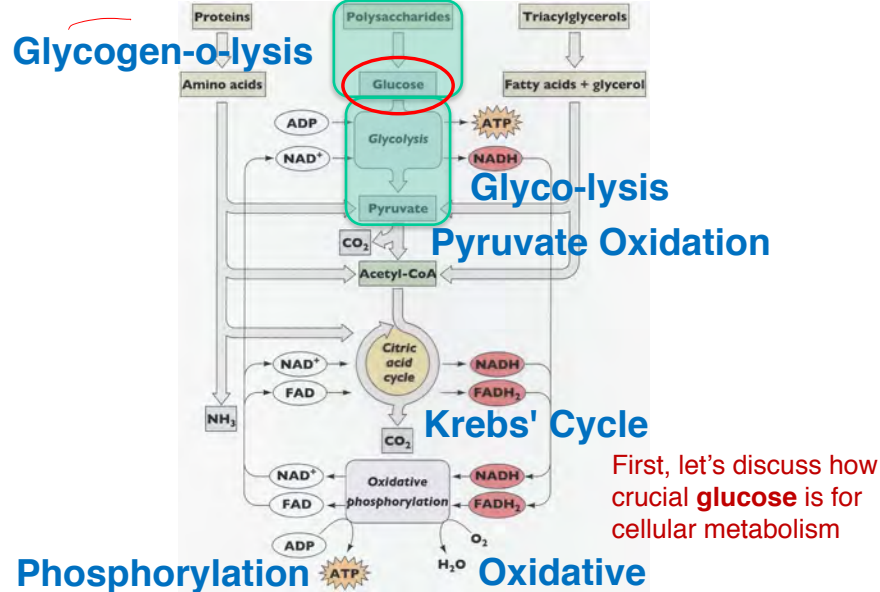 Proteins
Polysaccharides
Triacylglycerols
Glycogen-o-lysis
Amino acids
Glucose
Fatty acids + glycerol
ADP
Glycolysis
ATP
NAD+
NADH
Glyco-lysis
Pyruvate
CO2
Pyruvate Oxidation
Acetyl-CoA
Citric
acid
cycle
NAD+
NADH
FAD
FADH2
NH3
Krebs' Cycle
CO2
First, let's discuss how
crucial glucose is for
cellular metabolism
NAD+
Oxidative
phosphorylation
NADH
FAD
FADH2
ADP
O2
H2O
Phosphorylation
ATP
Oxidative